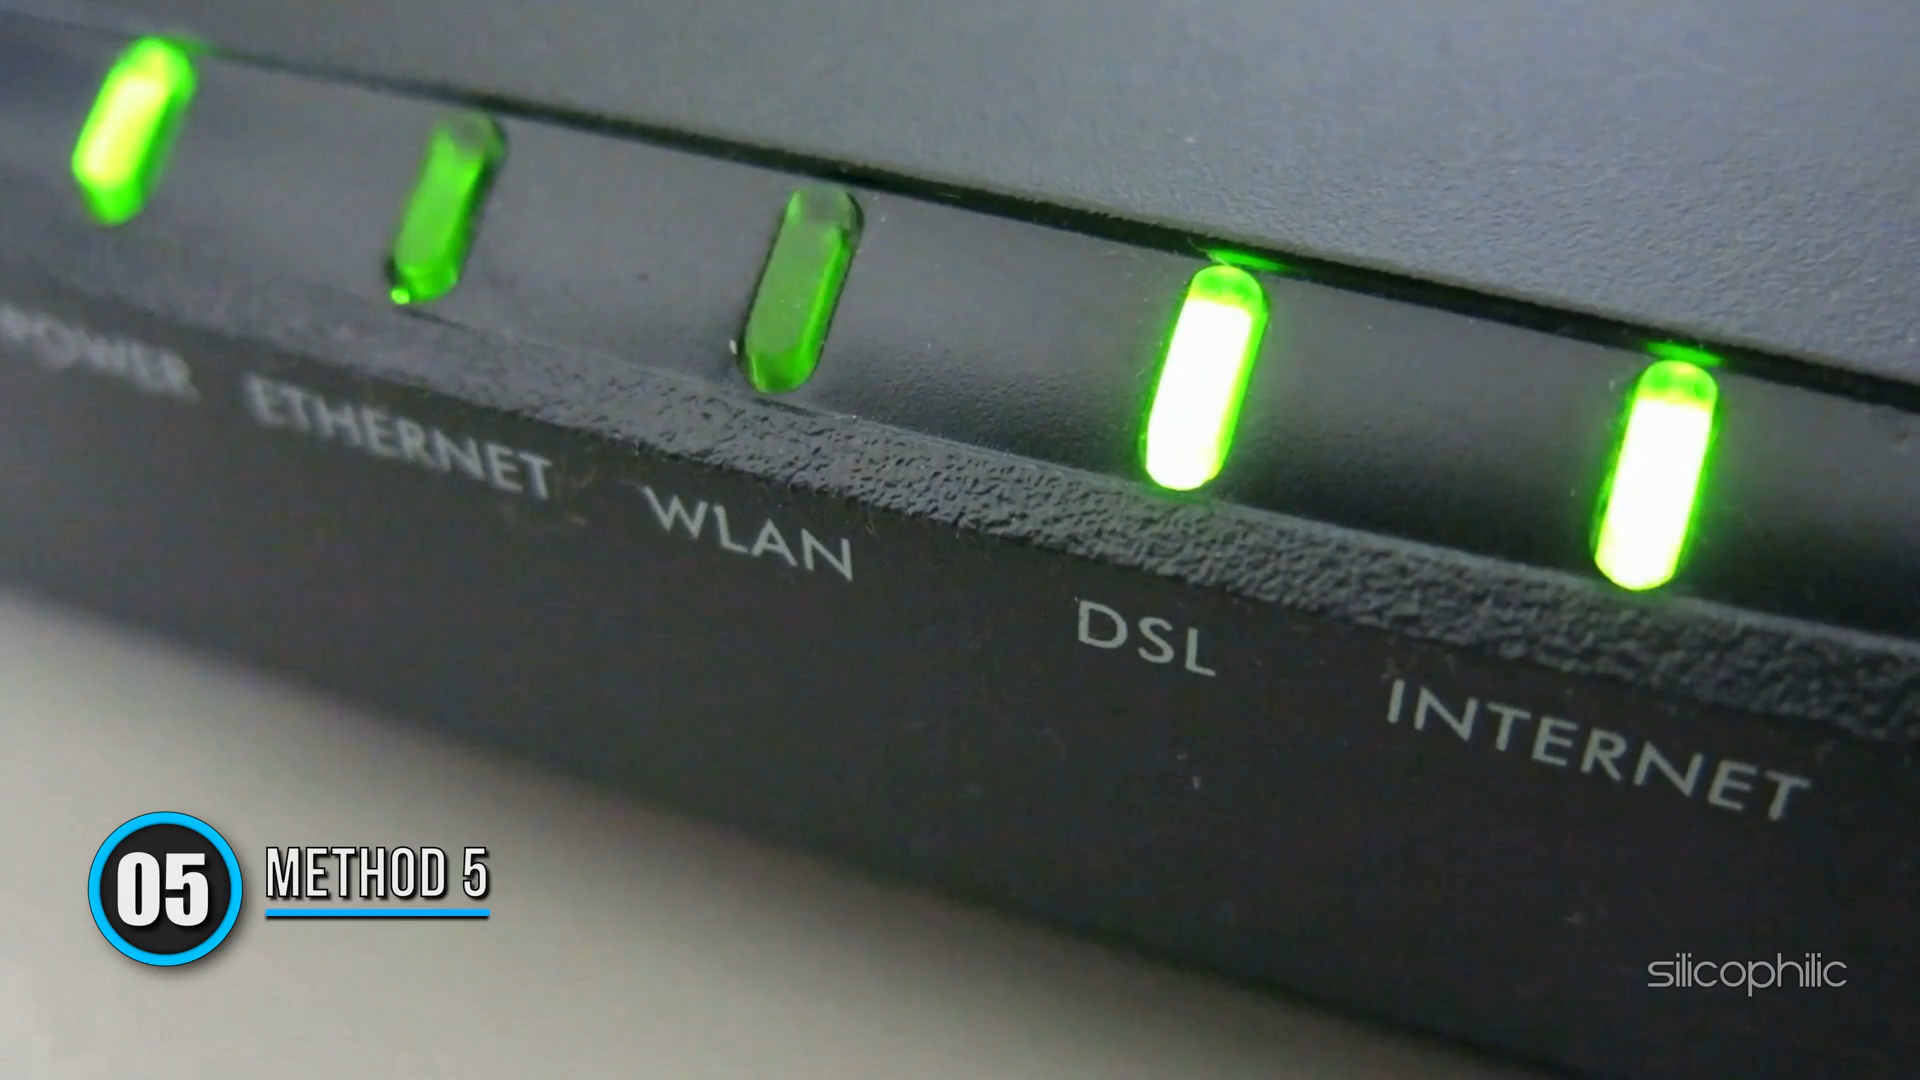 POWER
ETHERNET
WLAN
DSL
INTERNET
05
METHOD 5
silicophilic